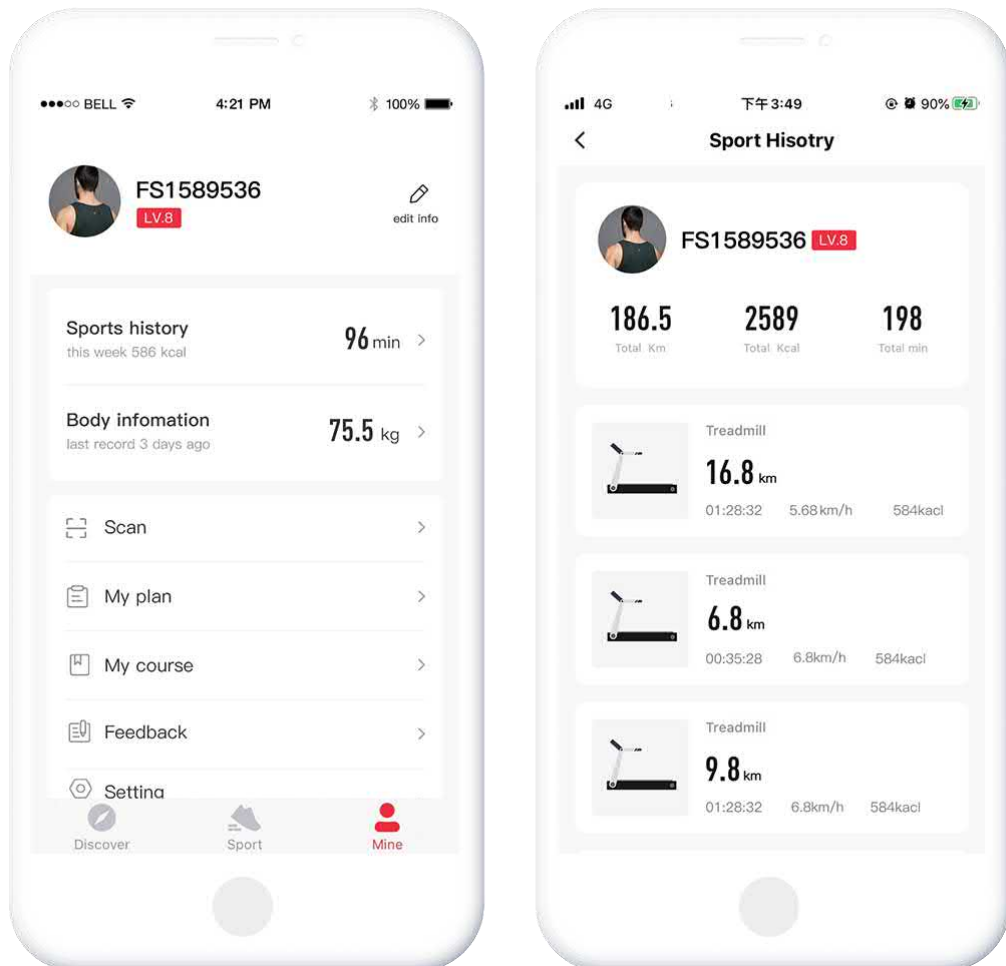 BELL 4:21 PM 100%
FS1589536
LV.8
edit info
Sports history
this week 586 kcal
96 min
Body infomation
last record 3 days ago
75.5 kg
Scan
My plan
My course
Feedback
Setting
Discover Sport Mine
4G 下午3:49 90%
Sport Hisotry
FS1589536 LV.8
186.5 2589 198
Total Km Total Kcal Total min
Treadmill
16.8 km
01:28:32 5.68km/h 584kacl
Treadmill
6.8 km
00:35:28 6.8km/h 584kacl
Treadmill
9.8 km
01:28:32 6.8km/h 584kacl